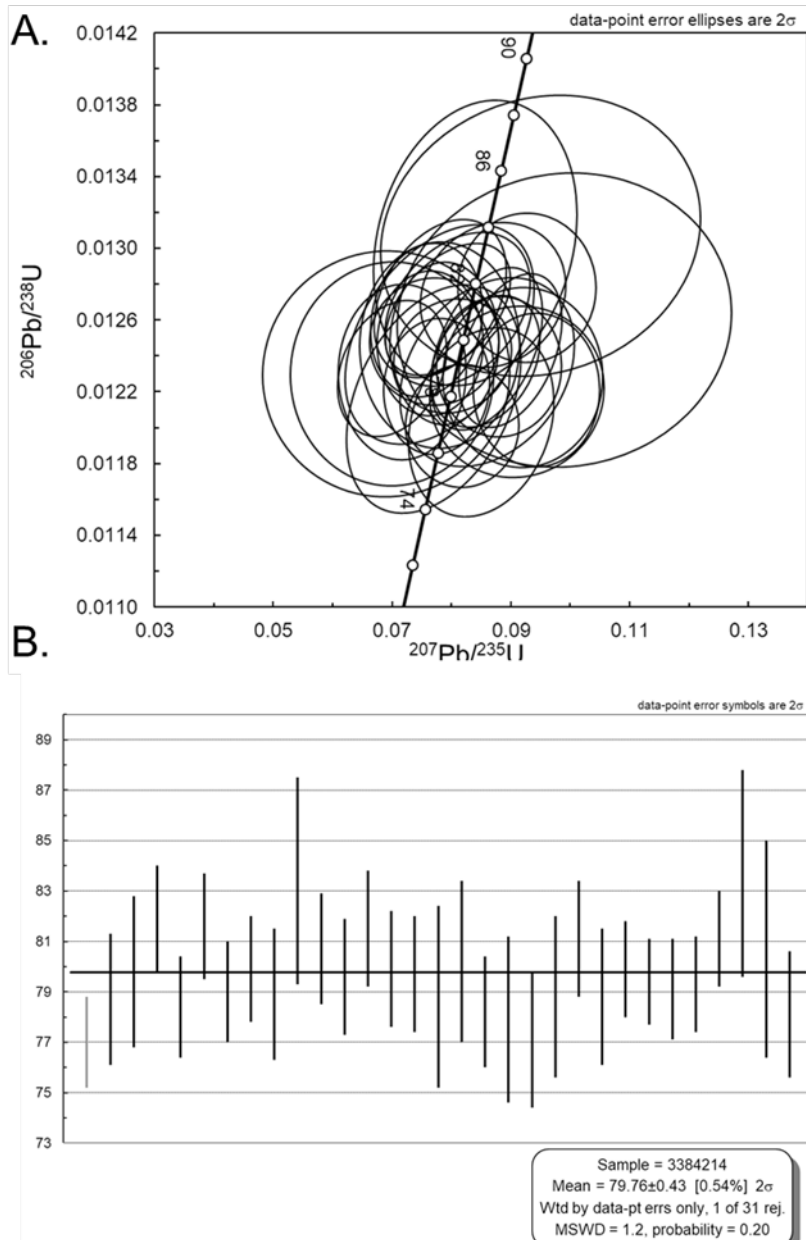 A.
data-point error ellipses are 2σ
0.0142
0.0138
0.0134
0.0130
0.0126
0.0122
0.0118
0.0114
0.0110
206Pb/238U
90
86
74
0.03
0.05
0.07
0.09
0.11
0.13
207Pb/235U
B.
data-point error symbols are 2σ
89
87
85
83
81
79
77
75
73
Sample = 3384214
Mean = 79.76±0.43 [0.54%] 2σ
Wtd by data-pt errs only, 1 of 31 rej.
MSWD = 1.2, probability = 0.20